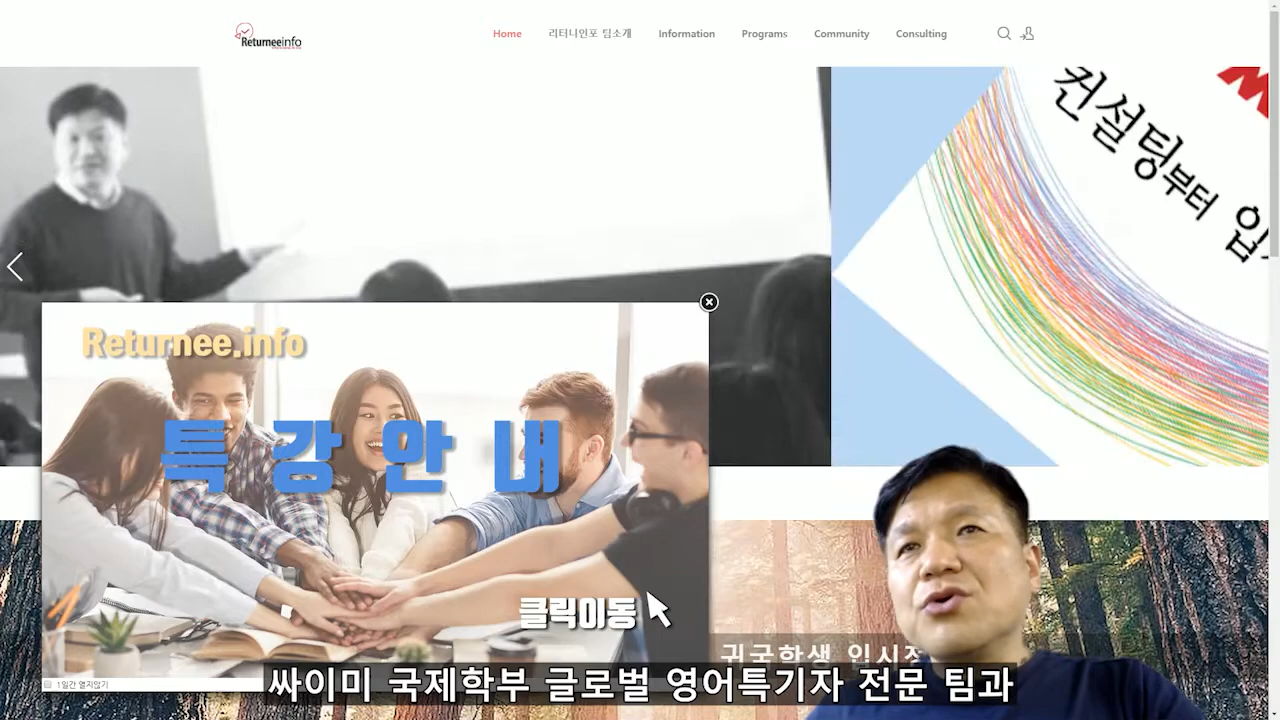 Returneeinfo
Home 리터니인포 팀소개 Information Programs Community Consulting
컨설팅부터 입
Returnee.info
특강안내
클릭이동
1일간 열지않기
귀국학생 입시
싸이미 국제학부 글로벌 영어특기자 전문 팀과